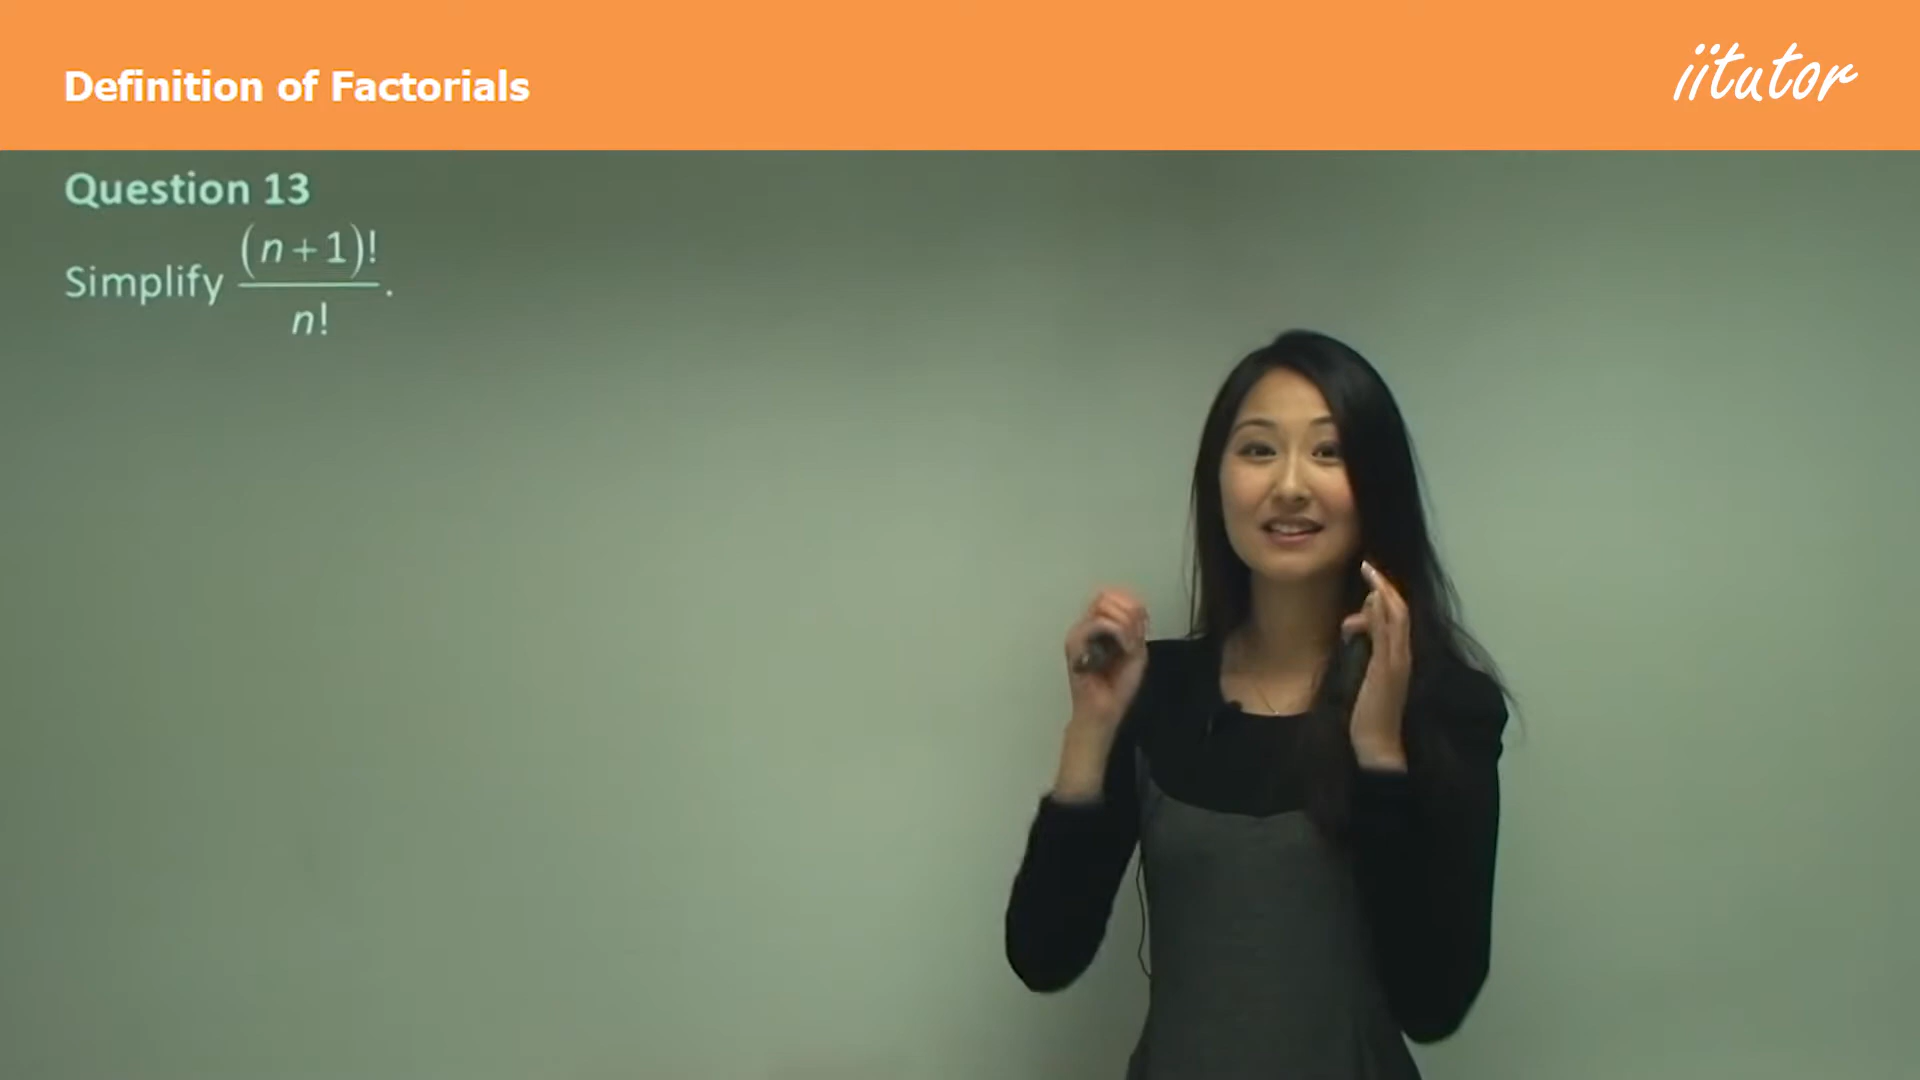 Definition of Factorials
iitutor
Question 13
Simplify (n+1)!/n!.